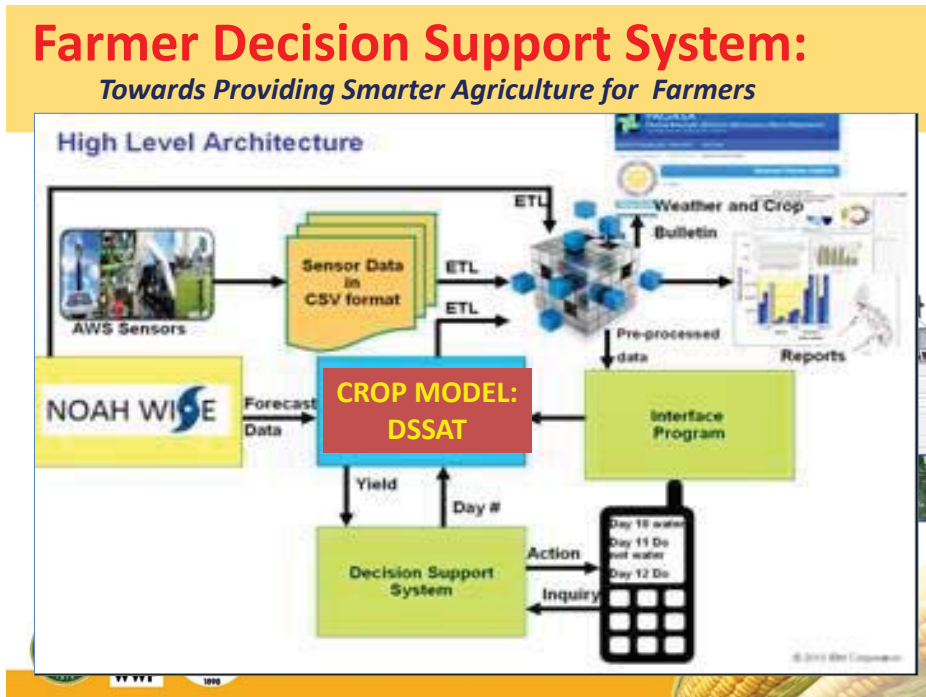 Farmer Decision Support System:
Towards Providing Smarter Agriculture for Farmers
High Level Architecture
PAGASA
ETL
Weather and Crop
Bulletin
Sensor Data
in
CSV format
ETL
ETL
AWS Sensors
Pre-processed
data
Reports
NOAH WISE
Forecast
Data
CROP MODEL:
DSSAT
Interface
Program
Yield
Day #
Day 10 water
Day 11 Do
not water
Day 12 Do
Action
Decision Support
System
Inquiry
WWF
1898